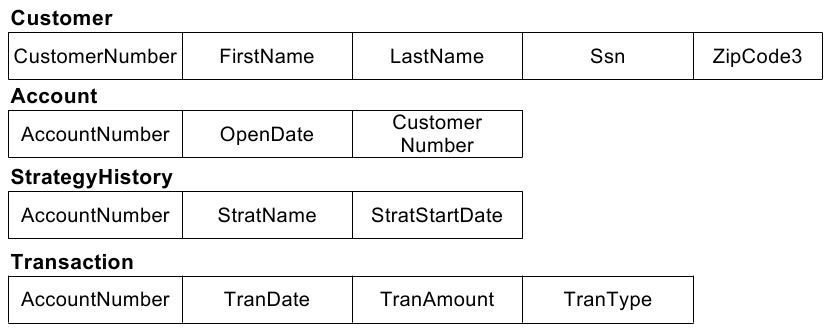 Customer
CustomerNumber FirstName LastName Ssn ZipCode3
Account
AccountNumber OpenDate Customer Number
StrategyHistory
AccountNumber StratName StratStartDate
Transaction
AccountNumber TranDate TranAmount TranType